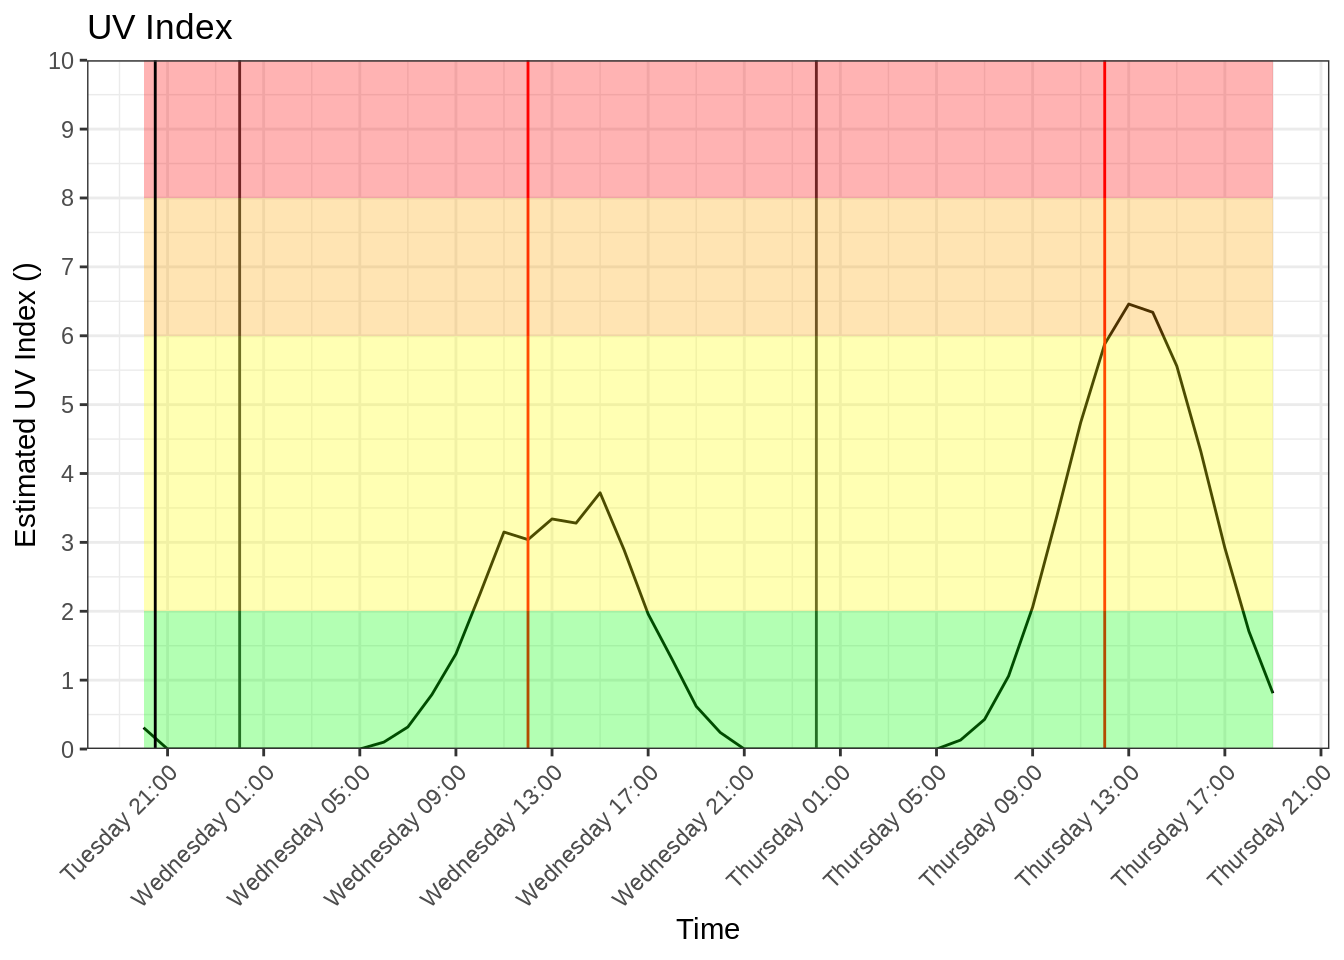 UV Index
Estimated UV Index ()
10
9
8
7
6
5
4
3
2
1
0
Tuesday 21:00
Wednesday 01:00
Wednesday 05:00
Wednesday 09:00
Wednesday 13:00
Wednesday 17:00
Wednesday 21:00
Thursday 01:00
Thursday 05:00
Thursday 09:00
Thursday 13:00
Thursday 17:00
Thursday 21:00
Time